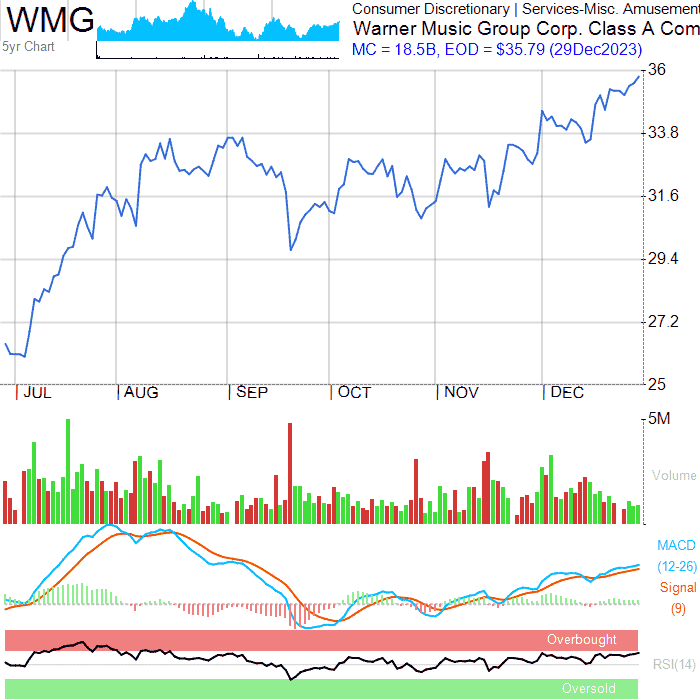 WMG
5yr Chart
Consumer Discretionary | Services-Misc. Amusement
Warner Music Group Corp. Class A Com
MC = 18.5B, EOD = $35.79 (29Dec2023)
36
33.8
31.6
29.4
27.2
25
JUL AUG SEP OCT NOV DEC
5M
Volume
MACD
(12-26)
Signal
(9)
Overbought
RSI(14)
Oversold